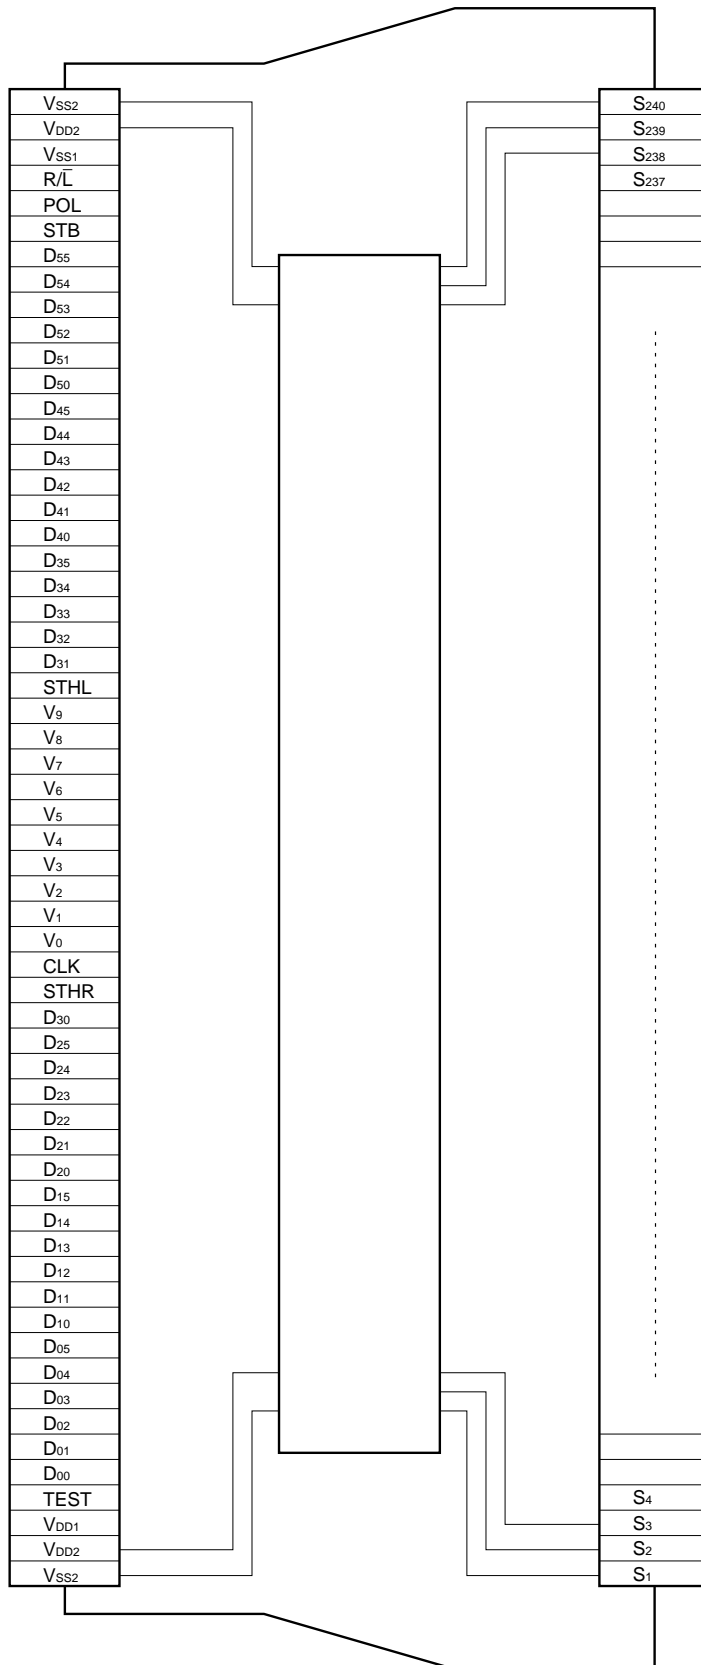 VSS2
VDD2
VSS1
R/L̅
POL
STB
D55
D54
D53
D52
D51
D50
D45
D44
D43
D42
D41
D40
D35
D34
D33
D32
D31
STHL
V9
V8
V7
V6
V5
V4
V3
V2
V1
V0
CLK
STHR
D30
D25
D24
D23
D22
D21
D20
D15
D14
D13
D12
D11
D10
D05
D04
D03
D02
D01
D00
TEST
VDD1
VDD2
VSS2
S240
S239
S238
S237
S4
S3
S2
S1